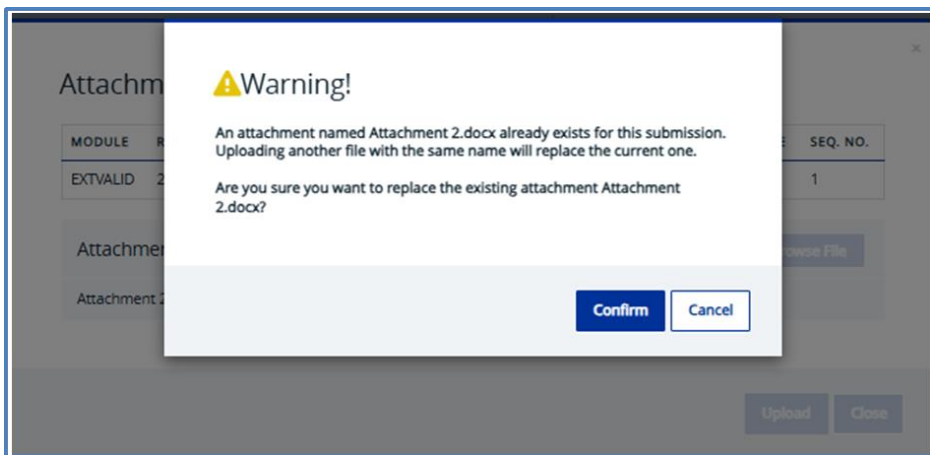 Warning!
An attachment named Attachment 2.docx already exists for this submission.
Uploading another file with the same name will replace the current one.
Are you sure you want to replace the existing attachment Attachment
2.docx?
Confirm Cancel
Attachm
MODULE R E SEQ. NO.
EXTVALID 2 1
Attachmen
Browse File
Attachment 2
Upload Close